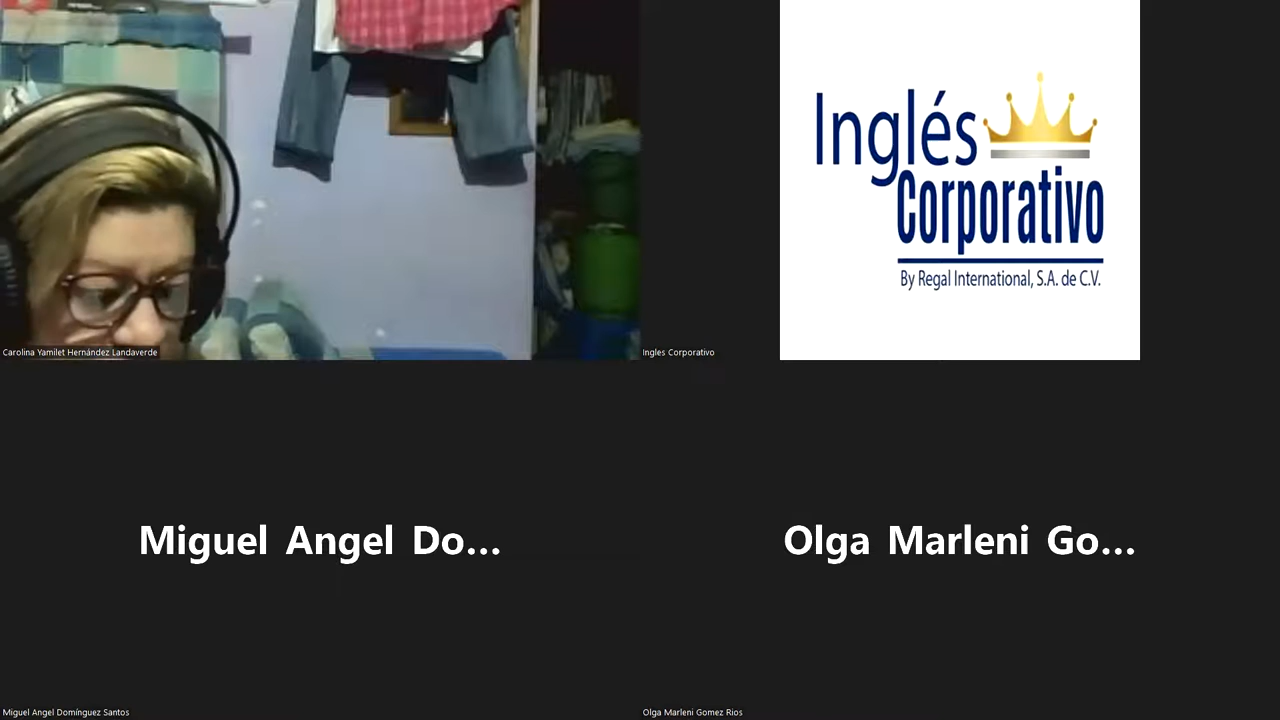 Inglés
Corporativo
By Regal International, S.A. de C.V.
Carolina Yamilet Hernández Landaverde
Ingles Corporativo
Miguel Angel Do...
Olga Marleni Go...
Miguel Angel Domínguez Santos
Olga Marleni Gomez Rios